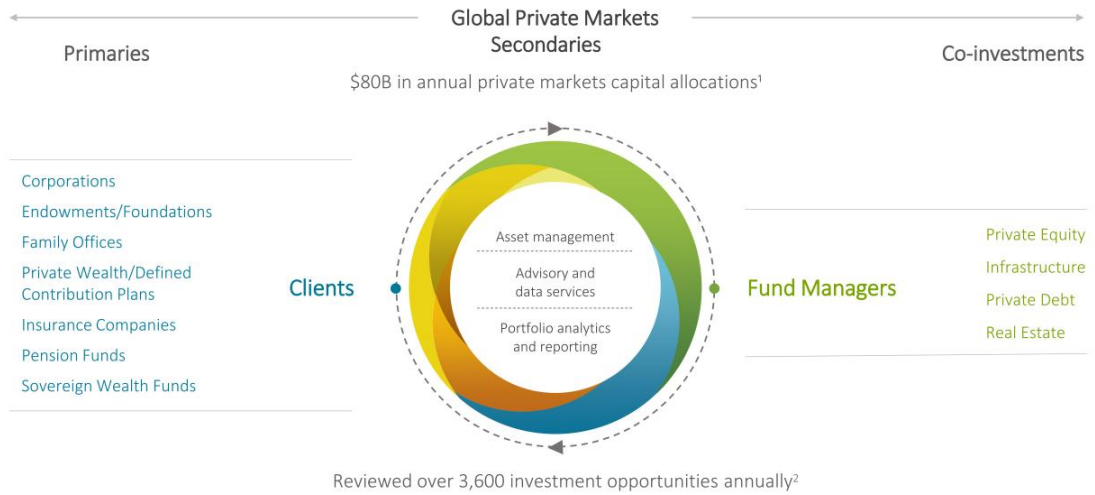 Global Private Markets
Secondaries
Primaries
Co-investments
$80B in annual private markets capital allocations¹
Corporations
Endowments/Foundations
Family Offices
Private Wealth/Defined
Contribution Plans
Insurance Companies
Pension Funds
Sovereign Wealth Funds
Clients
Asset management
Advisory and
data services
Portfolio analytics
and reporting
Fund Managers
Private Equity
Infrastructure
Private Debt
Real Estate
Reviewed over 3,600 investment opportunities annually²